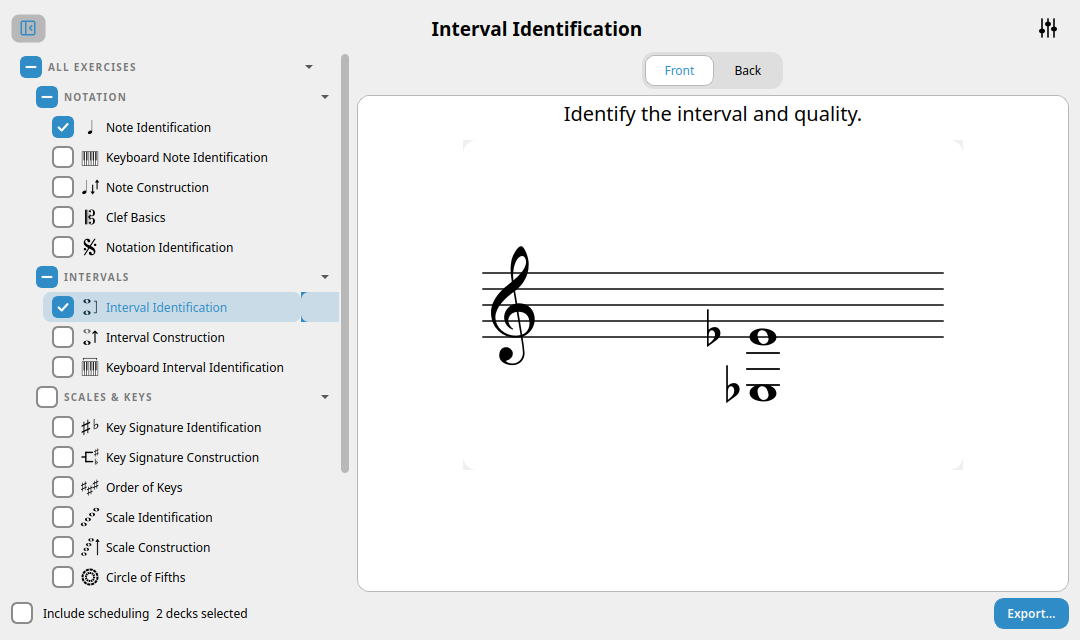 Interval Identification
ALL EXERCISES
NOTATION
Note Identification
Keyboard Note Identification
Note Construction
Clef Basics
Notation Identification
INTERVALS
Interval Identification
Interval Construction
Keyboard Interval Identification
SCALES & KEYS
Key Signature Identification
Key Signature Construction
Order of Keys
Scale Identification
Scale Construction
Circle of Fifths
Include scheduling 2 decks selected
Front Back
Identify the interval and quality.
Export...